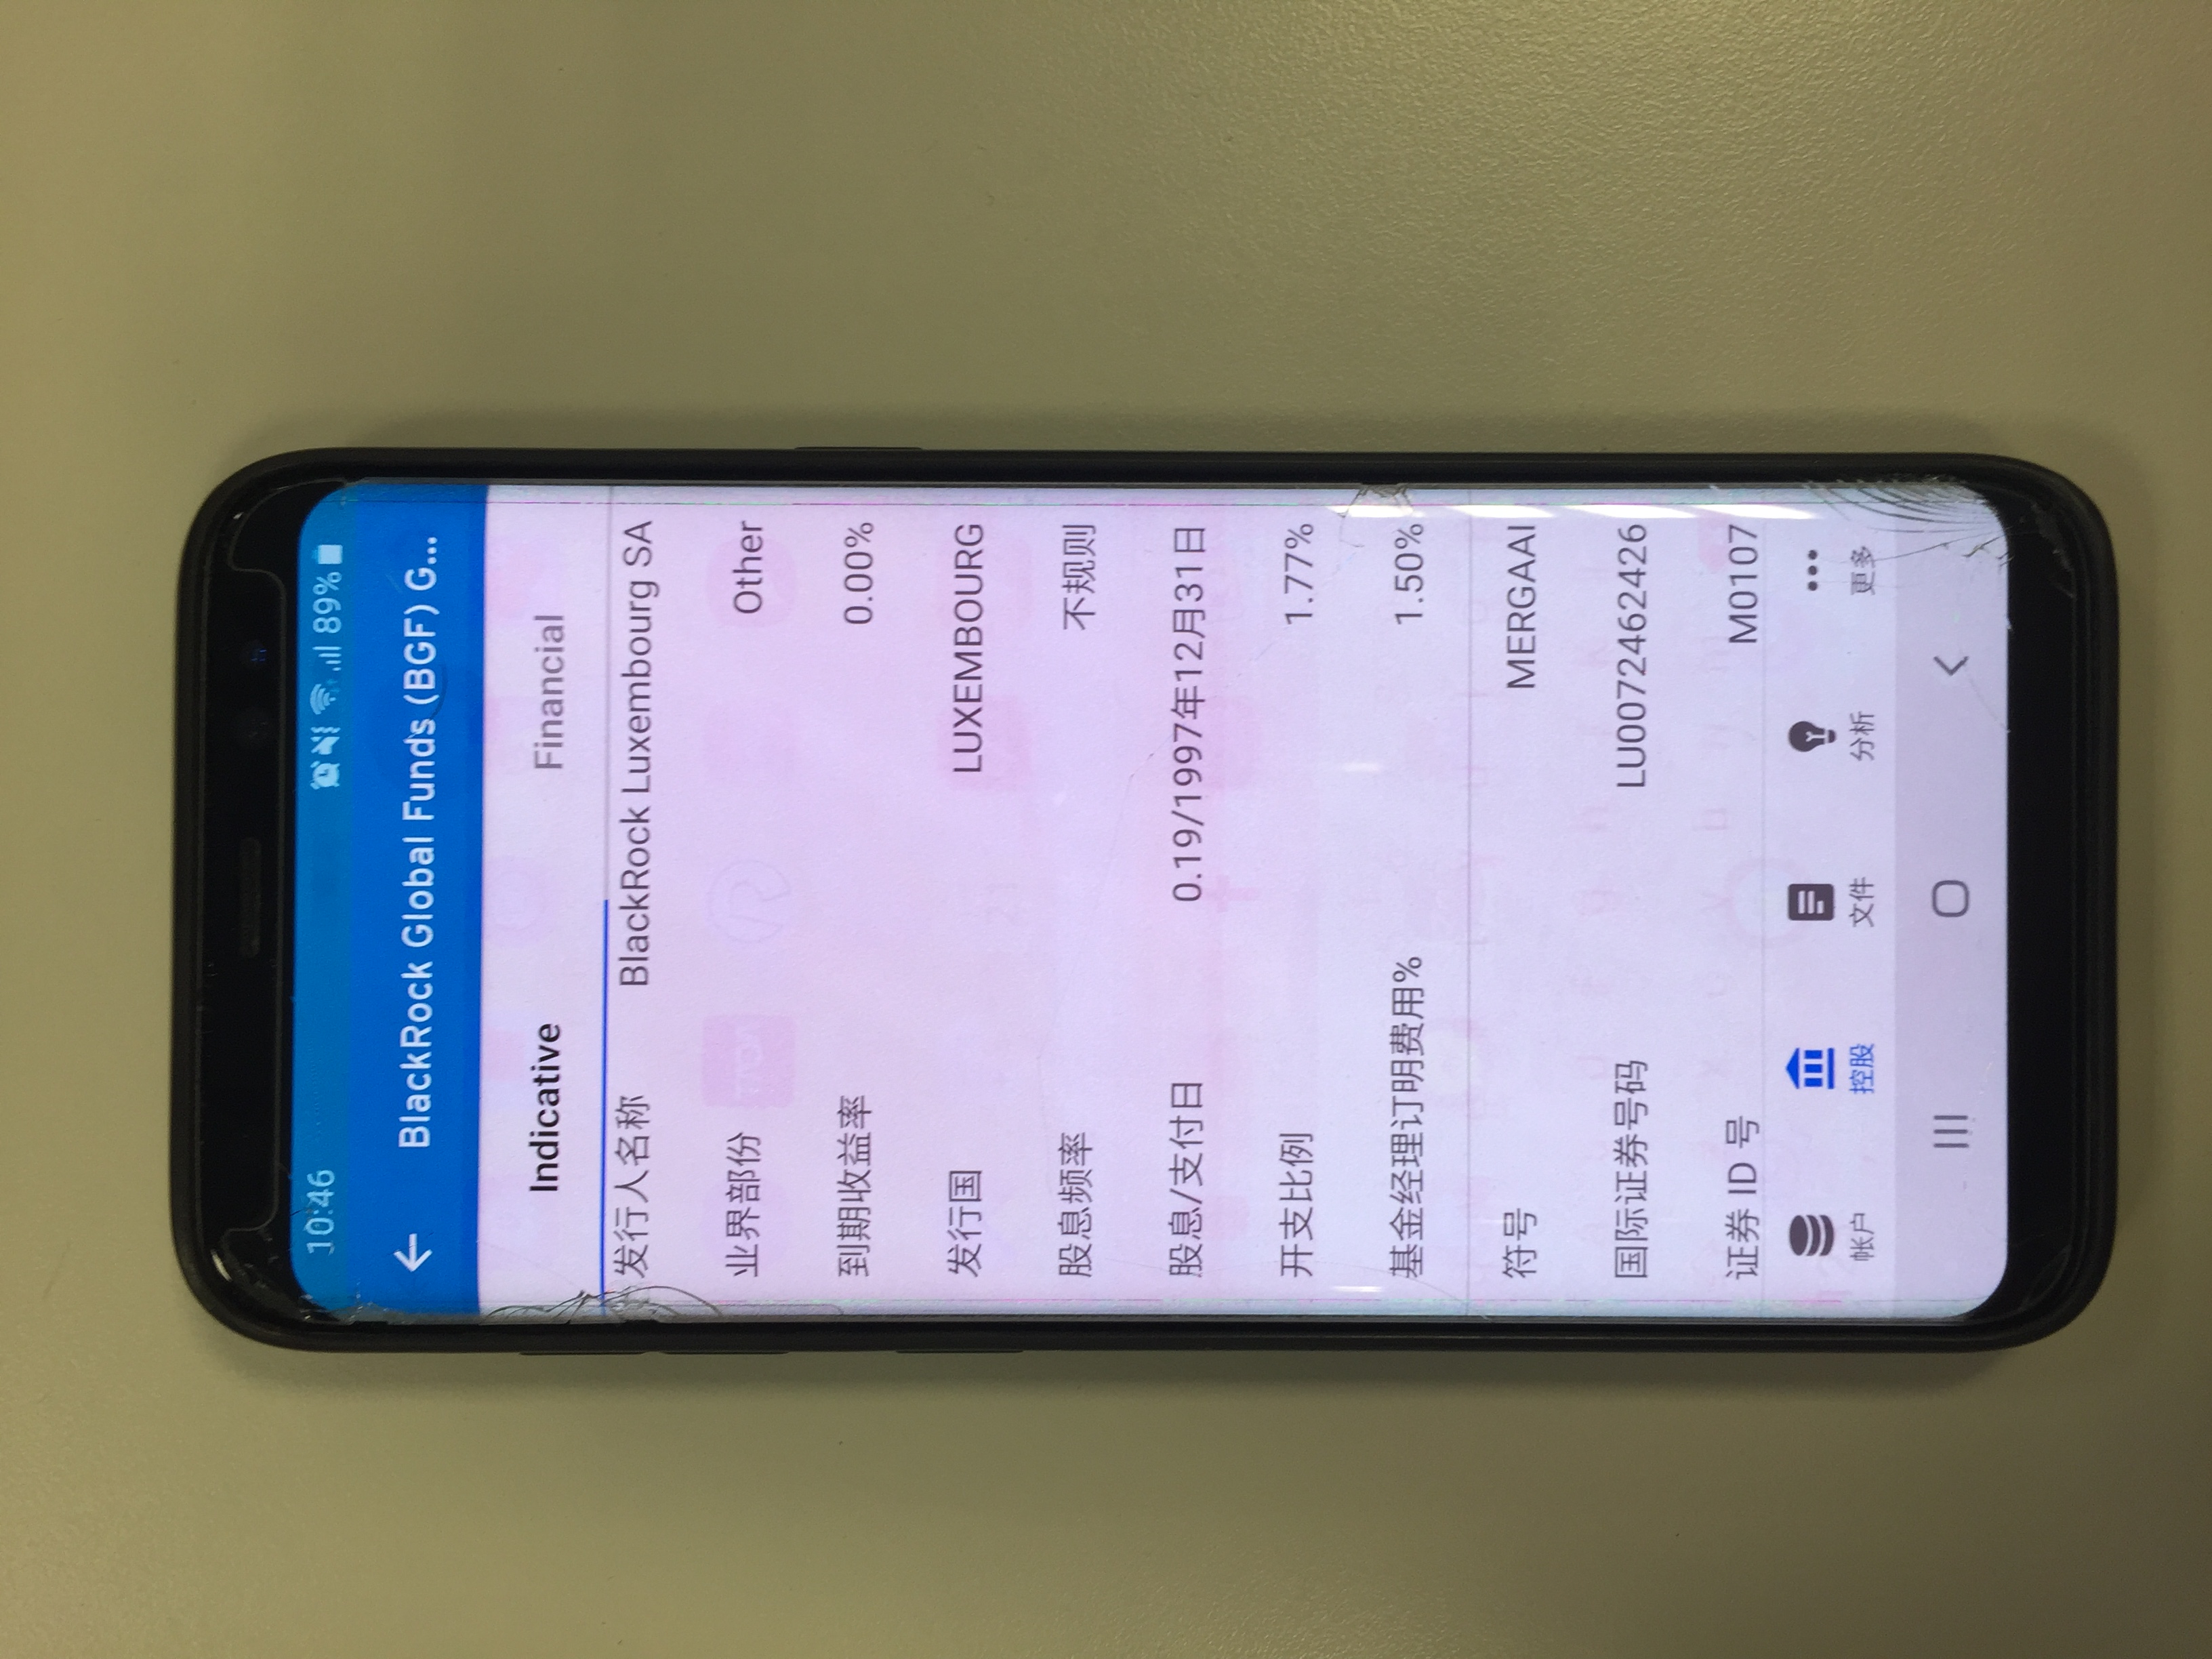 10:46 89%
BlackRock Global Funds (BGF) G...
Indicative Financial
发行人名称 BlackRock Luxembourg SA
业界部份 Other
到期收益率 0.00%
发行国 LUXEMBOURG
股息频率 不规则
股息/支付日 0.19/1997年12月31日
开支比例 1.77%
基金经理订明费用% 1.50%
符号 MERGAAI
国际证券号码 LU0072462426
证券 ID 号 M0107
帐户 控股 文件 分析 更多